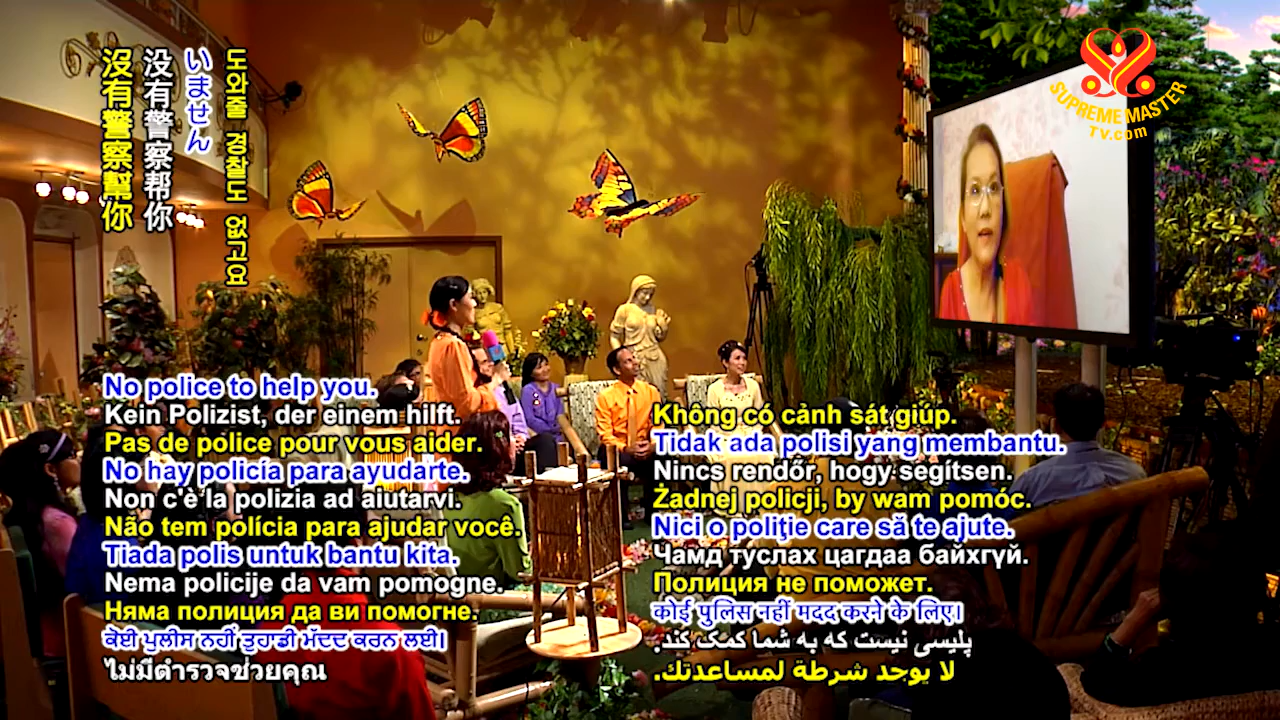 SUPREME MASTER
TV.com
도와줄 경찰도 없고요
いません
没有警察帮你
沒有警察幫你
No police to help you.
Kein Polizist, der einem hilft.
Pas de police pour vous aider.
No hay policía para ayudarte.
Non c'è la polizia ad aiutarvi.
Não tem polícia para ajudar você.
Tiada polis untuk bantu kita.
Nema policije da vam pomogne.
Няма полиция да ви помогне.
ਕੋਈ ਪੁਲੀਸ ਨਹੀਂ ਤੁਹਾਡੀ ਮੱਦਦ ਕਰਨ ਲਈ।
ไม่มีตำรวจช่วยคุณ
Không có cảnh sát giúp.
Tidak ada polisi yang membantu.
Nincs rendőr, hogy segítsen.
Żadnej policji, by wam pomóc.
Nici o poliţie care să te ajute.
Чамд туслах цагдаа байхгүй.
Полиция не поможет.
कोई पुलिस नहीं मदद करने के लिए।
پلیسی نیست که به شما کمک کند.
لا يوجد شرطة لمساعدتك.